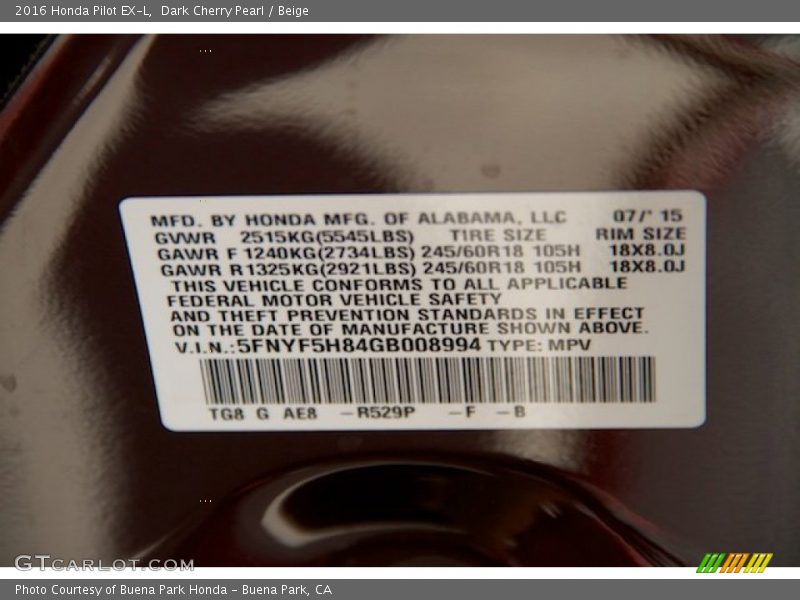 2016 Honda Pilot EX-L, Dark Cherry Pearl / Beige
MFD. BY HONDA MFG. OF ALABAMA, LLC 07/' 15
GVWR 2515KG(5545LBS) TIRE SIZE RIM SIZE
GAWR F 1240KG(2734LBS) 245/60R18 105H 18X8.0J
GAWR R 1325KG(2921LBS) 245/60R18 105H 18X8.0J
THIS VEHICLE CONFORMS TO ALL APPLICABLE
FEDERAL MOTOR VEHICLE SAFETY
AND THEFT PREVENTION STANDARDS IN EFFECT
ON THE DATE OF MANUFACTURE SHOWN ABOVE.
V.I.N.:5FNYF5H84GB008994 TYPE: MPV
TG8 G AE8 -R529P -F -B
GTCARLOT.COM
Photo Courtesy of Buena Park Honda - Buena Park, CA